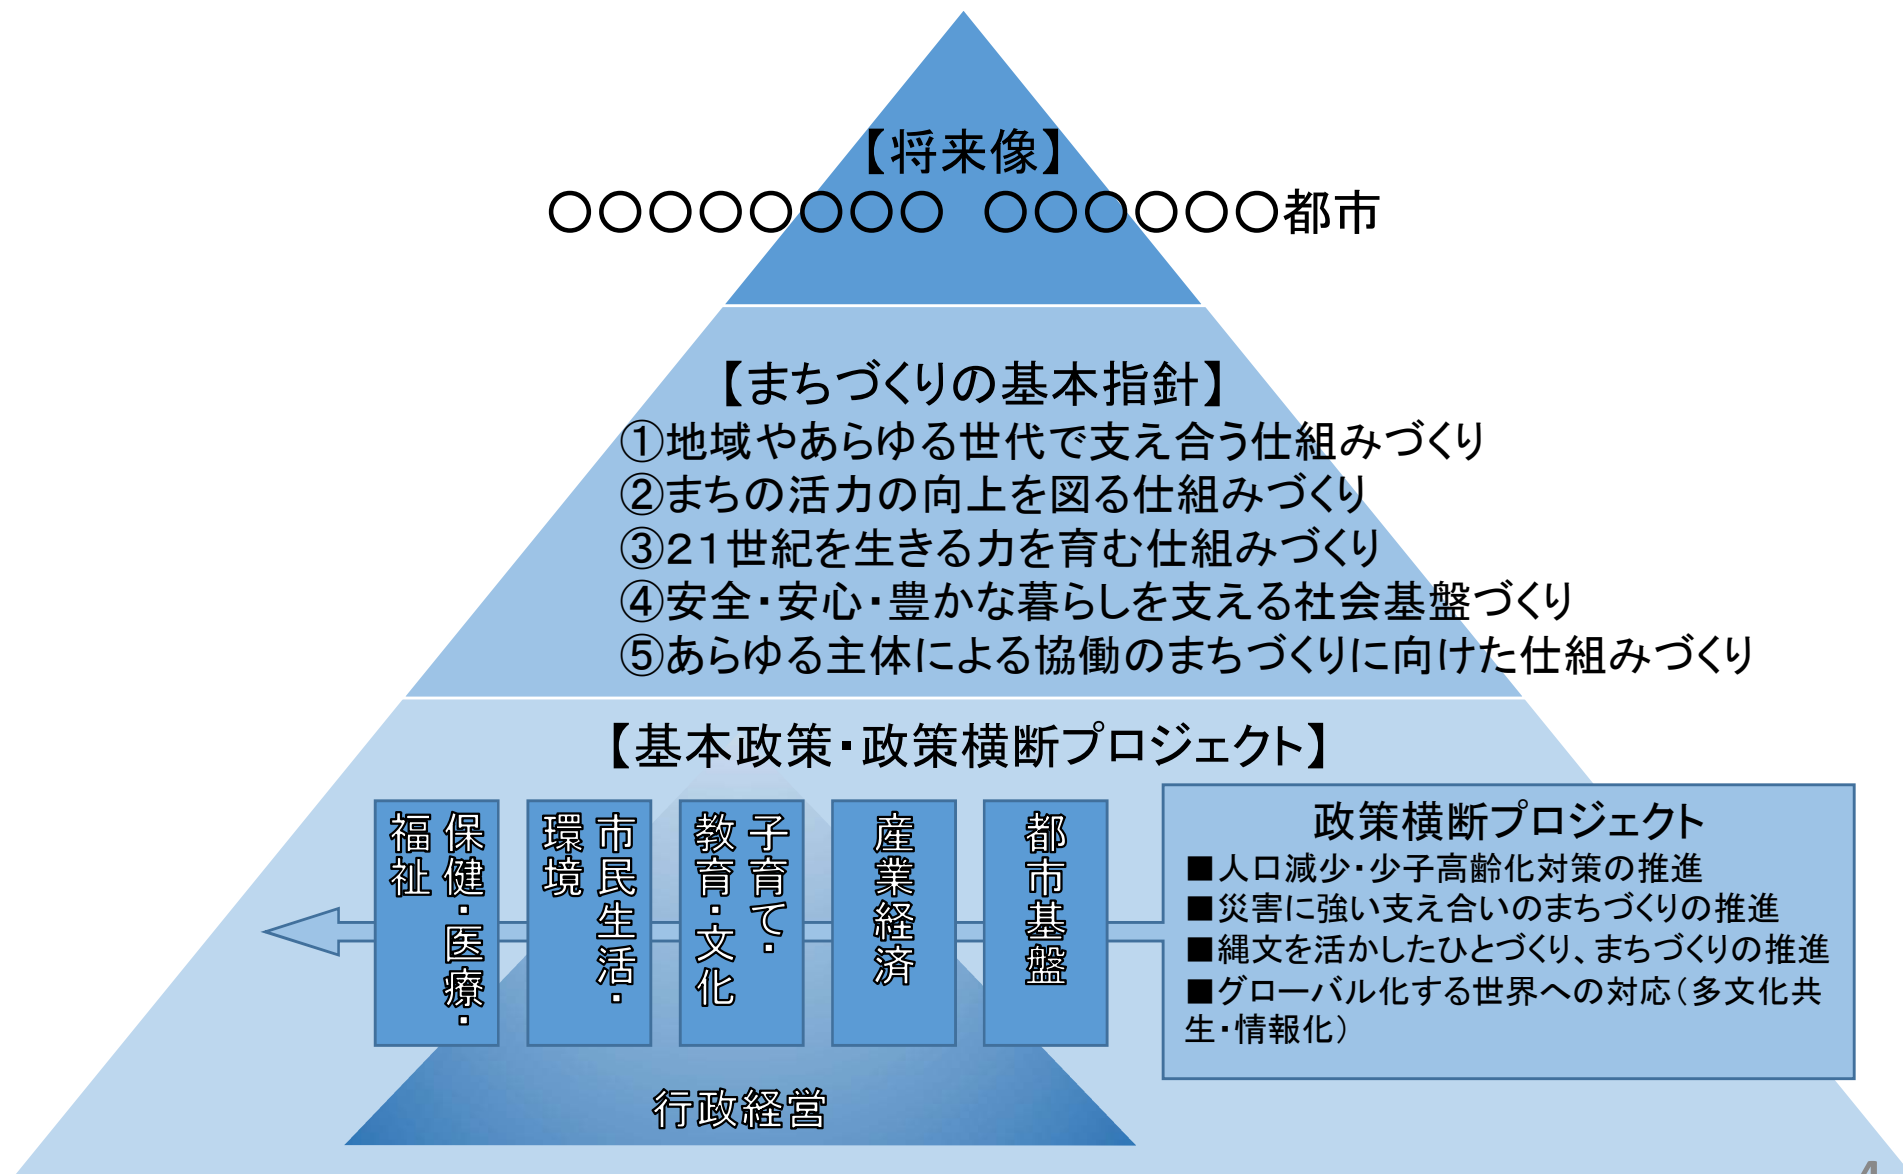 【将来像】
〇〇〇〇〇〇〇〇　〇〇〇〇〇〇都市
【まちづくりの基本指針】
①地域やあらゆる世代で支え合う仕組みづくり
②まちの活力の向上を図る仕組みづくり
③２１世紀を生きる力を育む仕組みづくり
④安全・安心・豊かな暮らしを支える社会基盤づくり
⑤あらゆる主体による協働のまちづくりに向けた仕組みづくり
【基本政策・政策横断プロジェクト】
保健・医療・
福祉
市民生活・
環境
子育て・
教育・文化
産業経済
都市基盤
政策横断プロジェクト
■人口減少・少子高齢化対策の推進
■災害に強い支え合いのまちづくりの推進
■縄文を活かしたひとづくり、まちづくりの推進
■グローバル化する世界への対応（多文化共
生・情報化）
行政経営
4